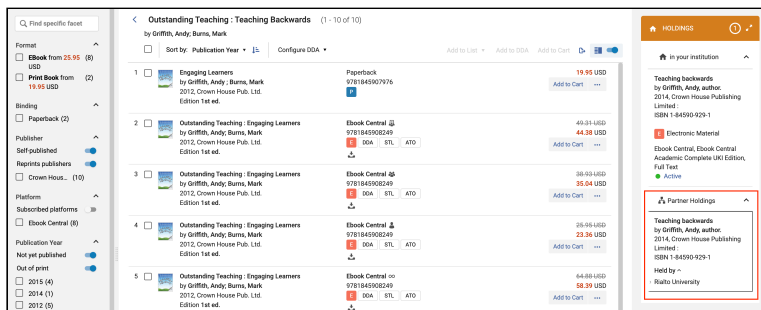 Find specific facet
Format
EBook from 25.95 (8)
USD
Print Book from (2)
19.95 USD
Binding
Paperback (2)
Publisher
Self-published
Reprints publishers
Crown Hous... (10)
Platform
Subscribed platforms
Ebook Central (8)
Publication Year
Not yet published
Out of print
2015 (4)
2014 (1)
2012 (5)
Outstanding Teaching : Teaching Backwards (1 - 10 of 10)
by Griffith, Andy; Burns, Mark
Sort by: Publication Year
Configure DDA
Add to List
Add to DDA
Add to Cart
1
Engaging Learners
by Griffith, Andy ; Burns, Mark
2012, Crown House Pub. Ltd.
Edition 1st ed.
Paperback
9781845907976
P
19.95 USD
Add to Cart
2
Outstanding Teaching : Engaging Learners
by Griffith, Andy; Burns, Mark
2012, Crown House Pub. Ltd.
Edition 1st ed.
Ebook Central
9781845908249
E DDA STL ATO
49.31 USD
44.38 USD
Add to Cart
3
Outstanding Teaching : Engaging Learners
by Griffith, Andy; Burns, Mark
2012, Crown House Pub. Ltd.
Edition 1st ed.
Ebook Central
9781845908249
E DDA STL ATO
38.93 USD
35.04 USD
Add to Cart
4
Outstanding Teaching : Engaging Learners
by Griffith, Andy; Burns, Mark
2012, Crown House Pub. Ltd.
Edition 1st ed.
Ebook Central
9781845908249
E DDA STL ATO
25.95 USD
23.36 USD
Add to Cart
5
Outstanding Teaching : Engaging Learners
by Griffith, Andy; Burns, Mark
2012, Crown House Pub. Ltd.
Edition 1st ed.
Ebook Central
9781845908249
E DDA STL ATO
64.88 USD
58.39 USD
Add to Cart
HOLDINGS 1
in your institution
Teaching backwards
by Griffith, Andy, author.
2014, Crown House Publishing
Limited :
ISBN 1-84590-929-1
E Electronic Material
Ebook Central, Ebook Central
Academic Complete UKI Edition,
Full Text
Active
Partner Holdings
Teaching backwards
by Griffith, Andy, author.
2014, Crown House Publishing
Limited :
ISBN 1-84590-929-1
Held by
Rialto University